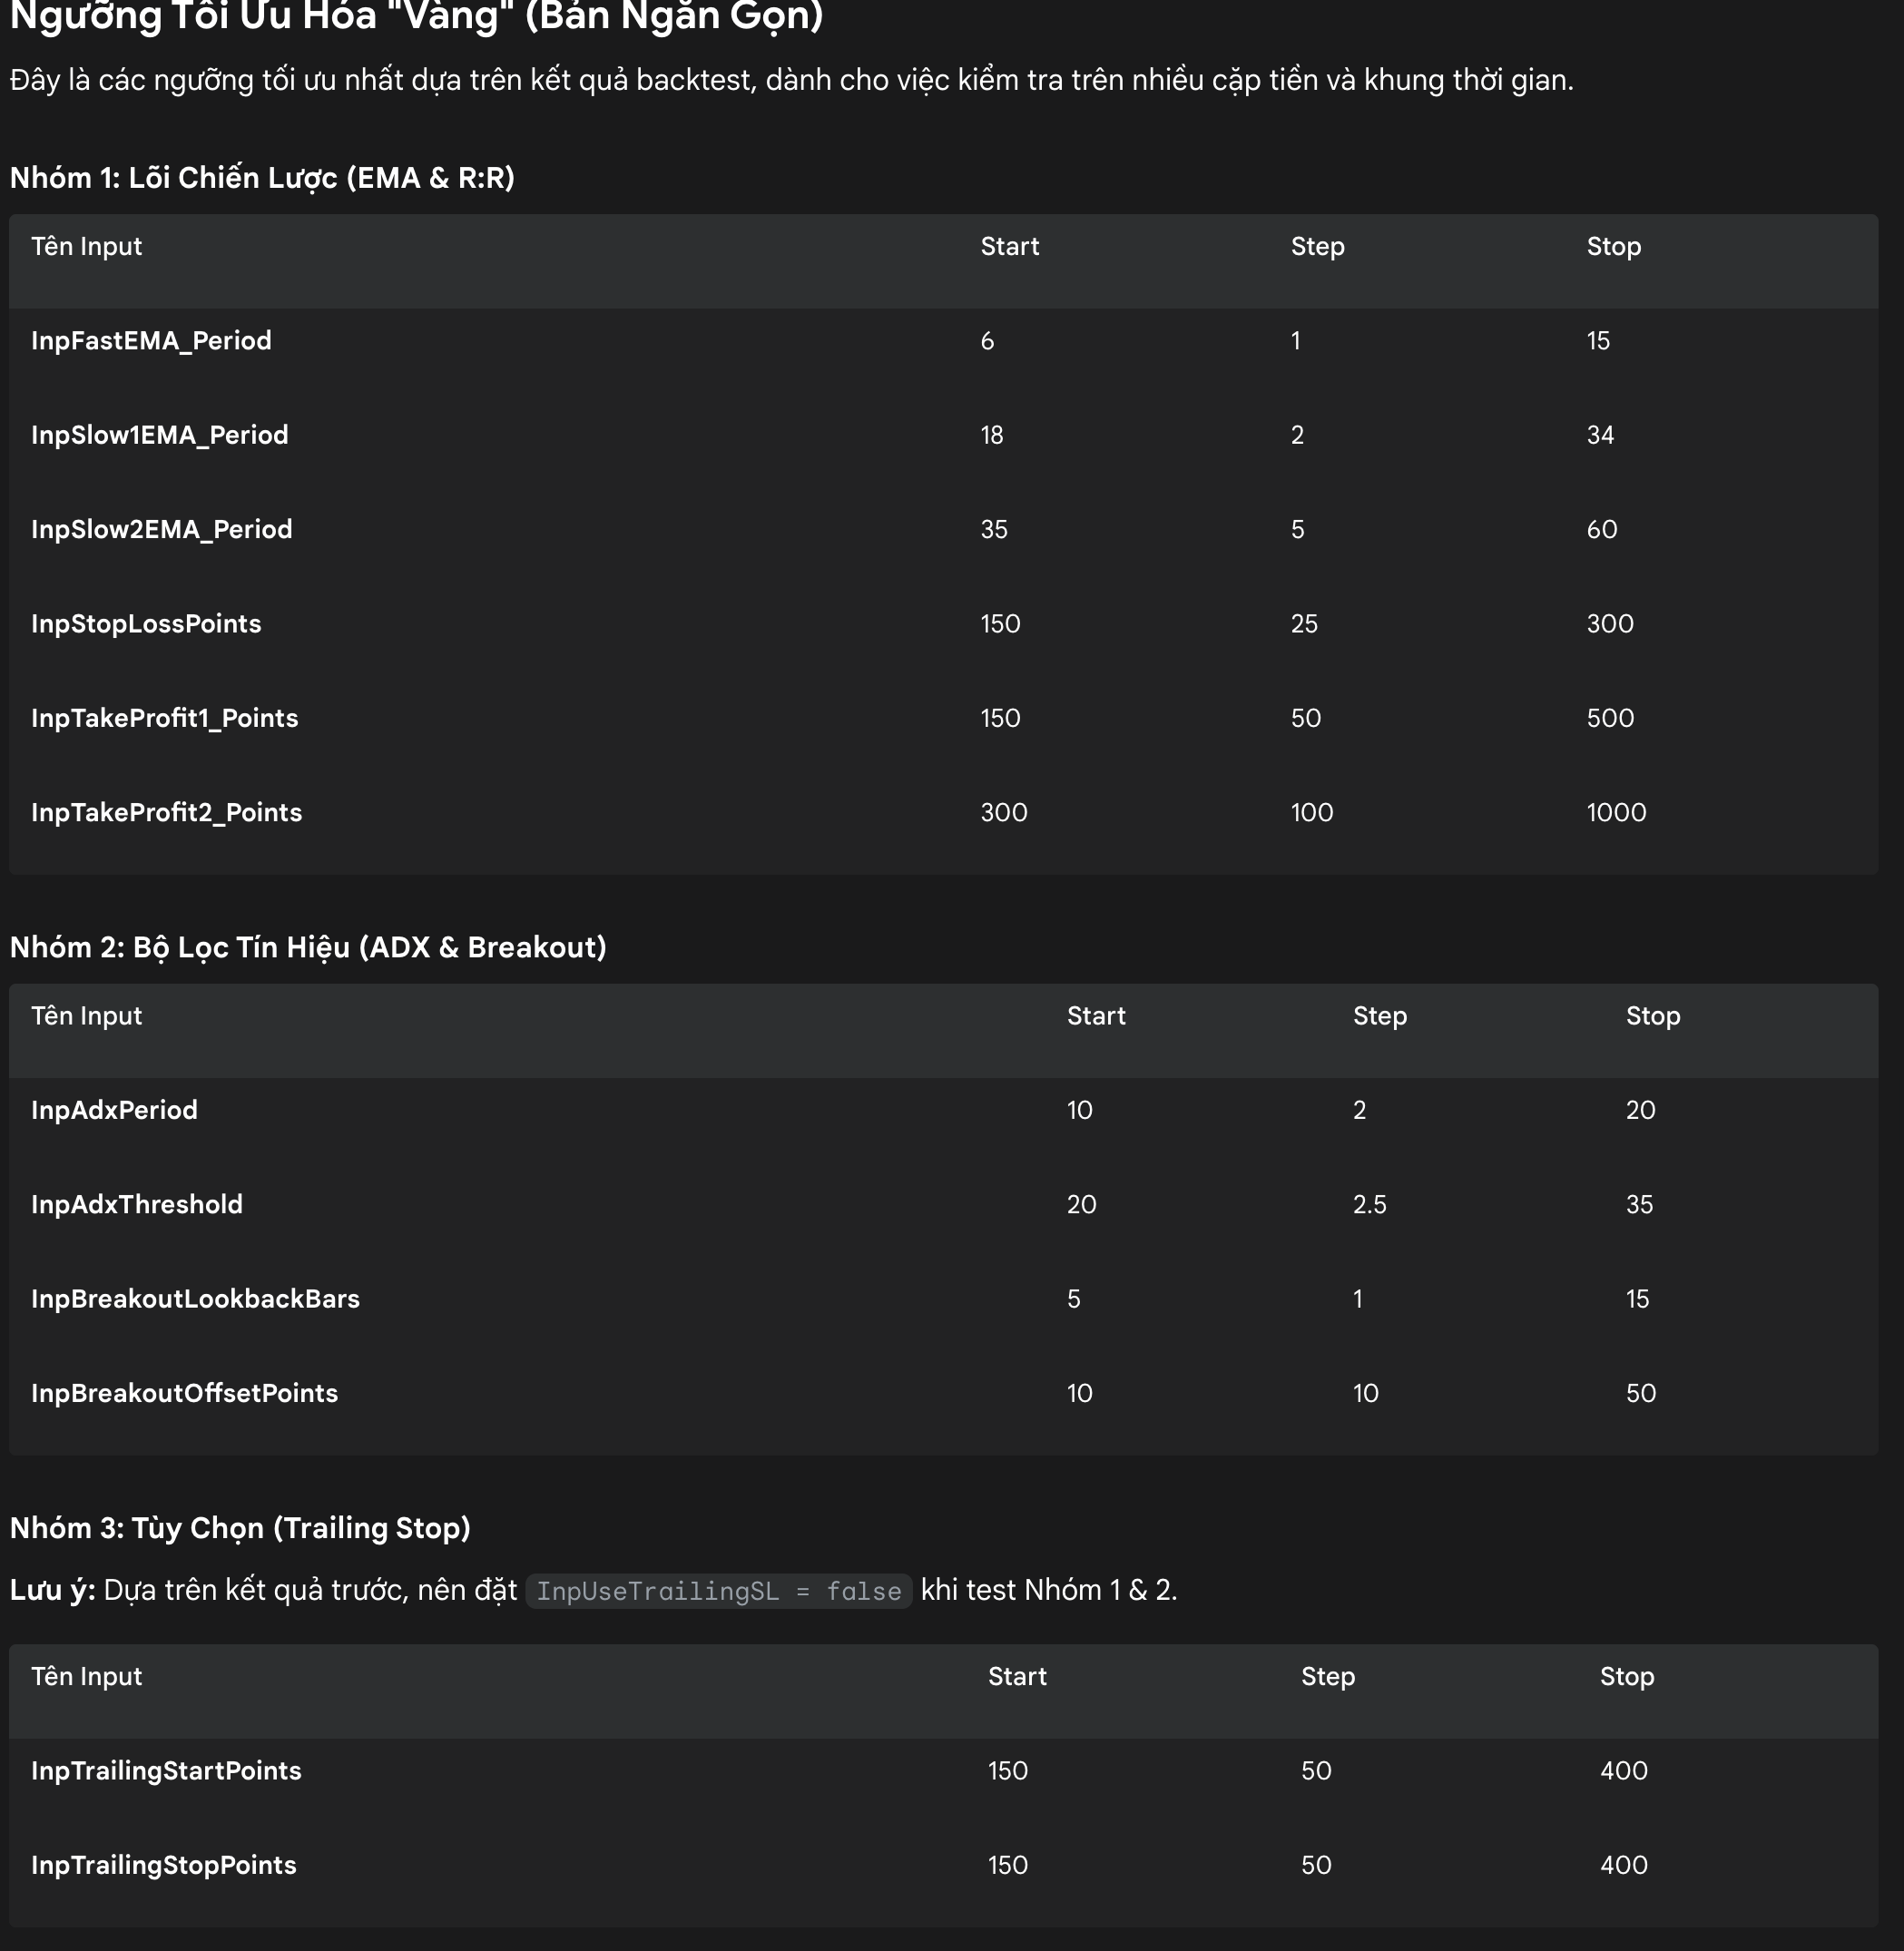 Ngưỡng Tối Ưu Hóa "Vàng" (Bản Ngắn Gọn)
Đây là các ngưỡng tối ưu nhất dựa trên kết quả backtest, dành cho việc kiểm tra trên nhiều cặp tiền và khung thời gian.
Nhóm 1: Lõi Chiến Lược (EMA & R:R)
Tên Input Start Step Stop
InpFastEMA_Period 6 1 15
InpSlow1EMA_Period 18 2 34
InpSlow2EMA_Period 35 5 60
InpStopLossPoints 150 25 300
InpTakeProfit1_Points 150 50 500
InpTakeProfit2_Points 300 100 1000
Nhóm 2: Bộ Lọc Tín Hiệu (ADX & Breakout)
Tên Input Start Step Stop
InpAdxPeriod 10 2 20
InpAdxThreshold 20 2.5 35
InpBreakoutLookbackBars 5 1 15
InpBreakoutOffsetPoints 10 10 50
Nhóm 3: Tùy Chọn (Trailing Stop)
Lưu ý: Dựa trên kết quả trước, nên đặt InpUseTrailingSL = false khi test Nhóm 1 & 2.
Tên Input Start Step Stop
InpTrailingStartPoints 150 50 400
InpTrailingStopPoints 150 50 400